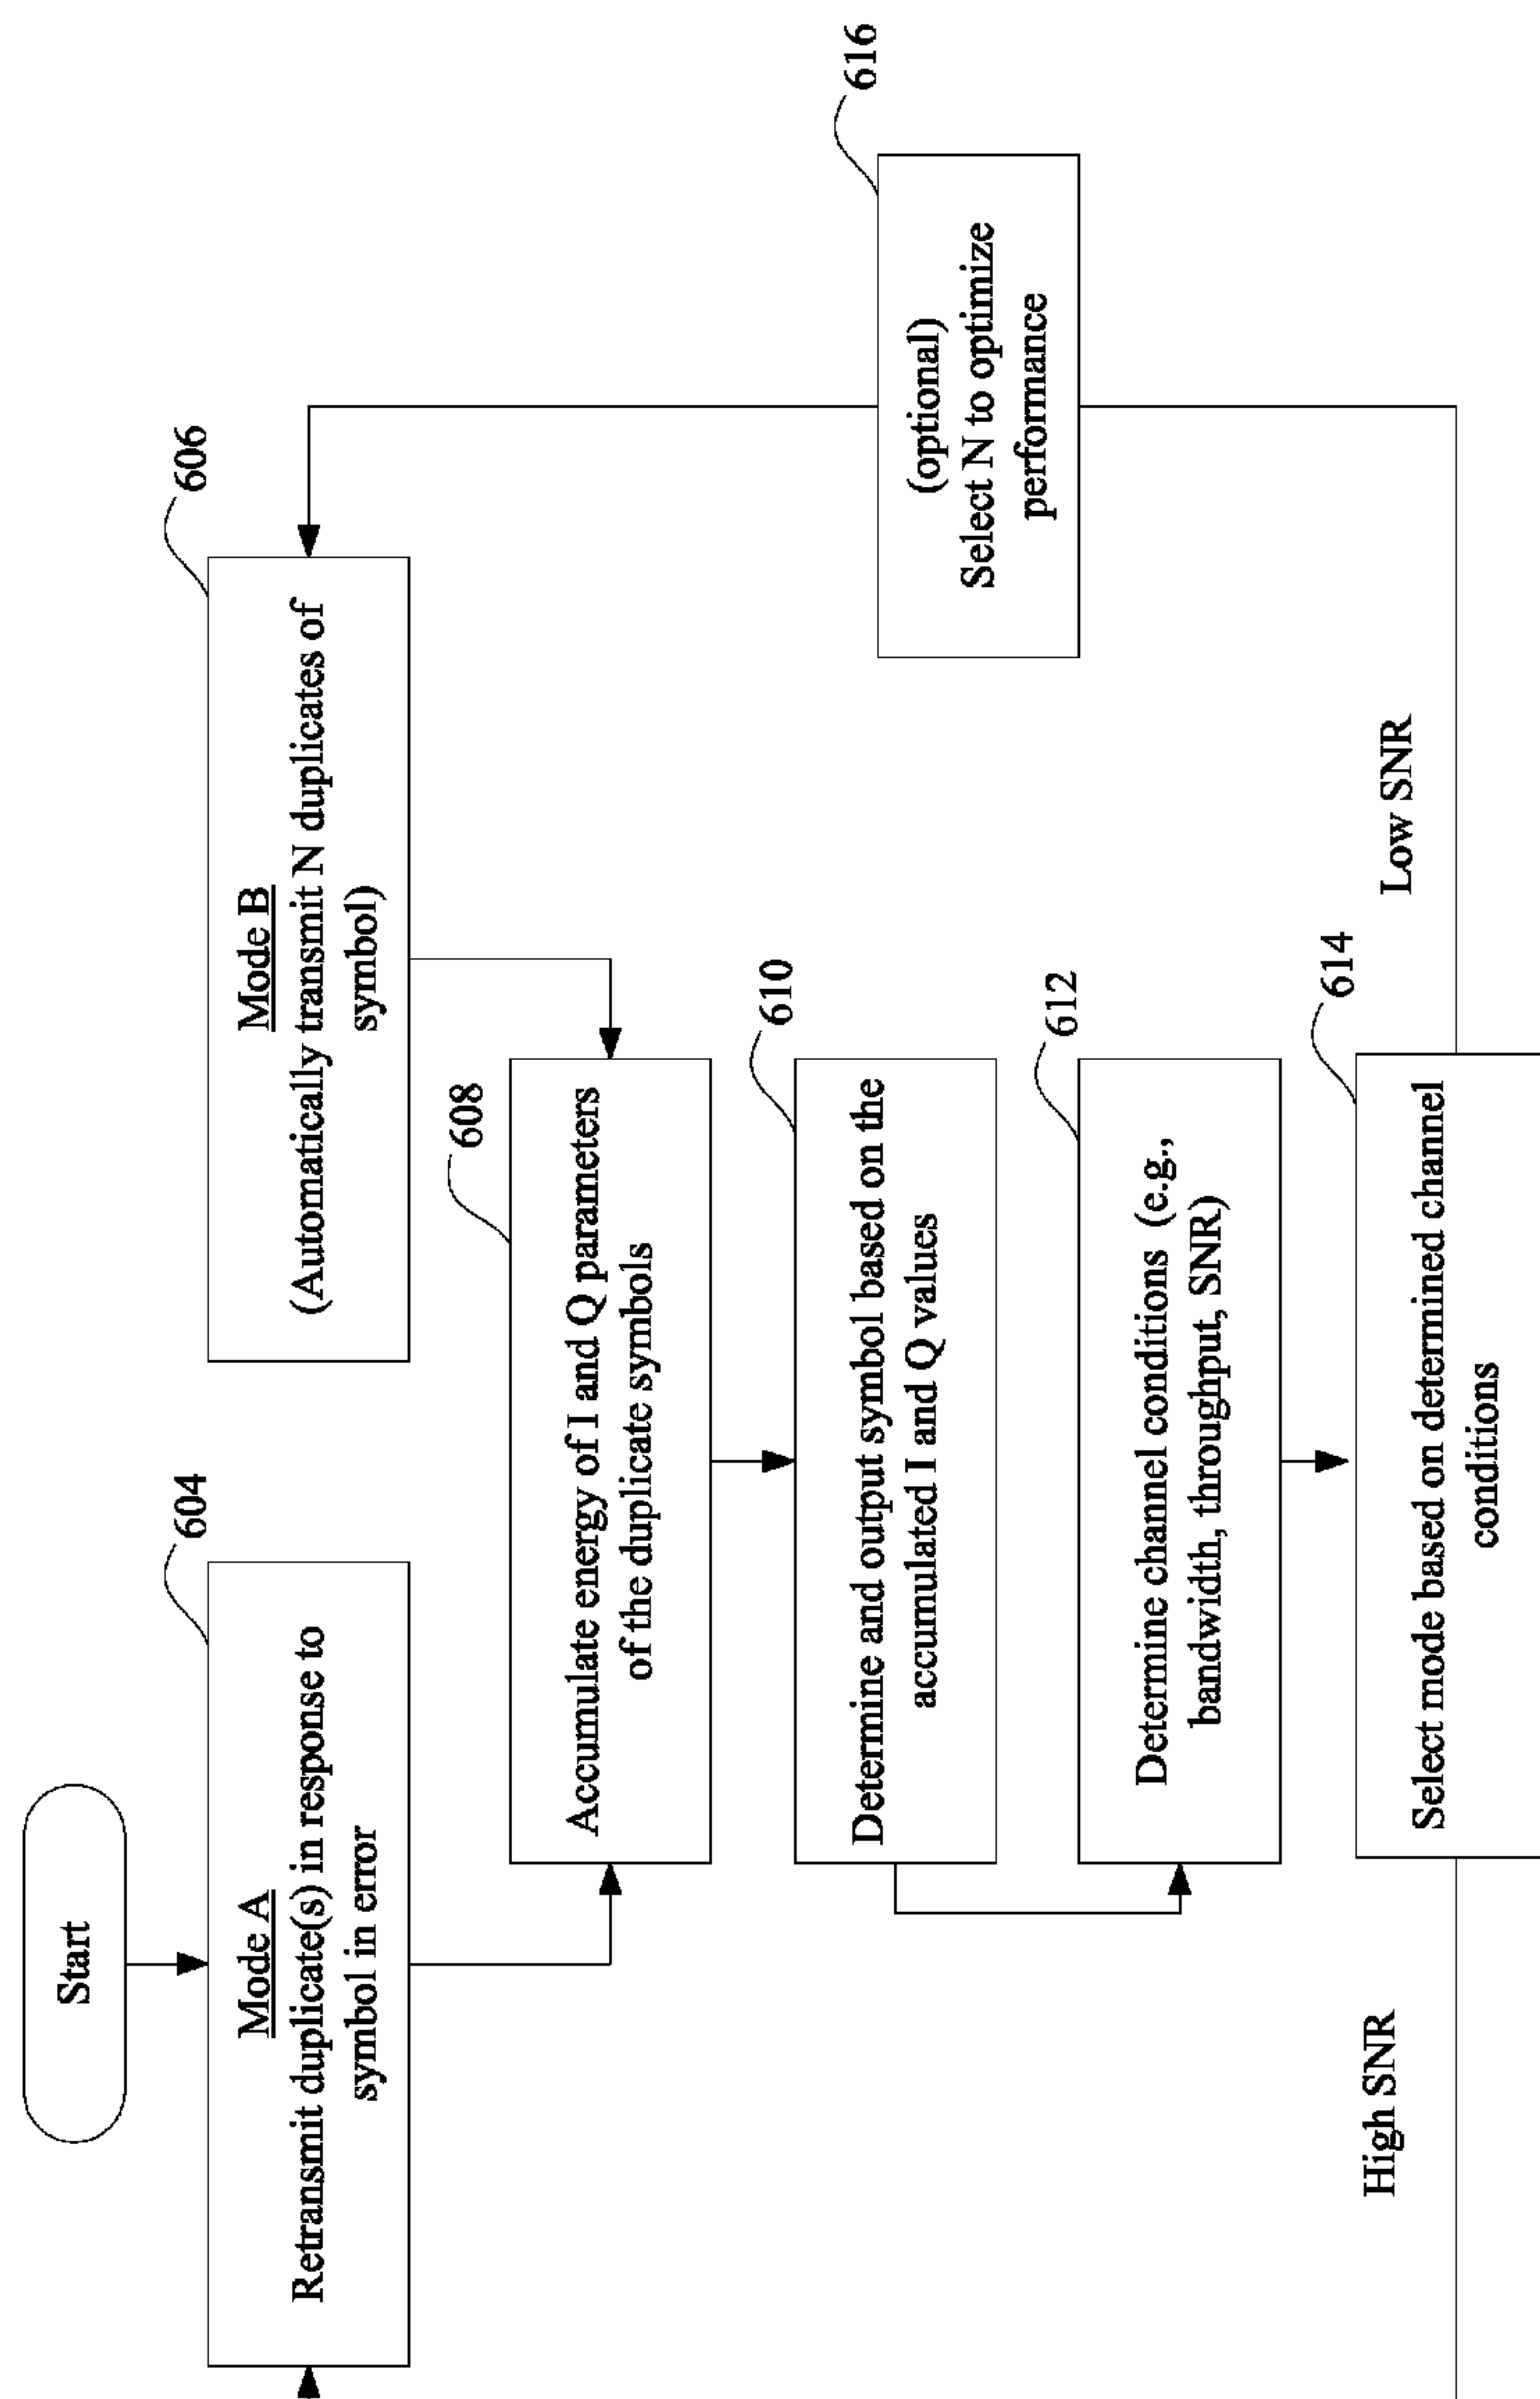 Start
604
Mode A
Retransmit duplicate(s) in response to
symbol in error
606
Mode B
(Automatically transmit N duplicates of
symbol)
608
Accumulate energy of I and Q parameters
of the duplicate symbols
610
Determine and output symbol based on the
accumulated I and Q values
612
Determine channel conditions (e.g.,
bandwidth, throughput, SNR)
614
Select mode based on determined channel
conditions
High SNR
Low SNR
616
(optional)
Select N to optimize
performance